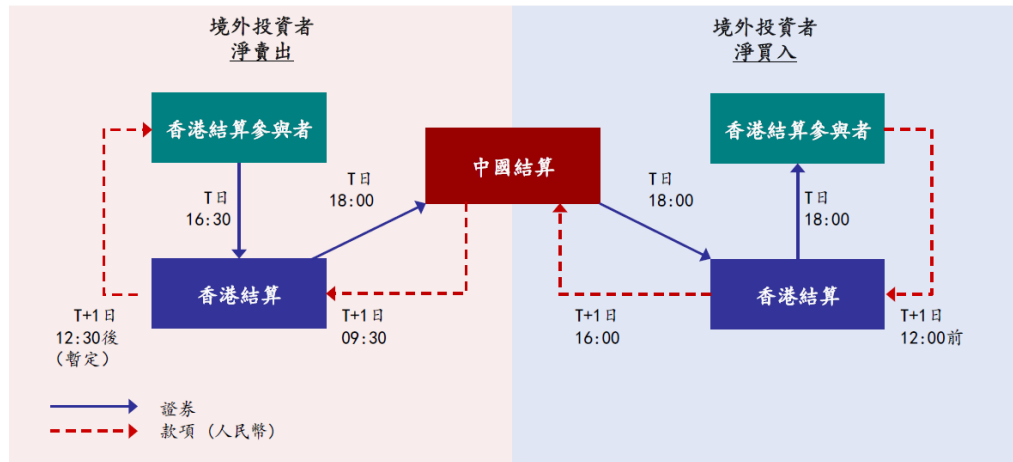 境外投資者
淨賣出
境外投資者
淨買入
香港結算參與者
香港結算參與者
中國結算
T日
16:30
T日
18:00
T日
18:00
T日
18:00
香港結算
香港結算
T+1日
12:30後
(暫定)
T+1日
09:30
T+1日
16:00
T+1日
12:00前
證券
款項 (人民幣)